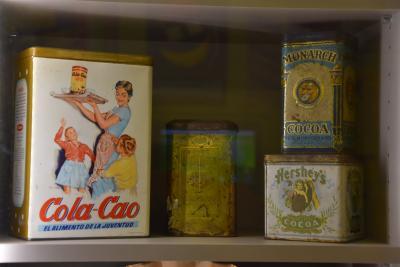 Cola-Cao
EL ALIMENTO DE LA JUVENTUD
MONARCH
COCOA
Hershey's
COCOA